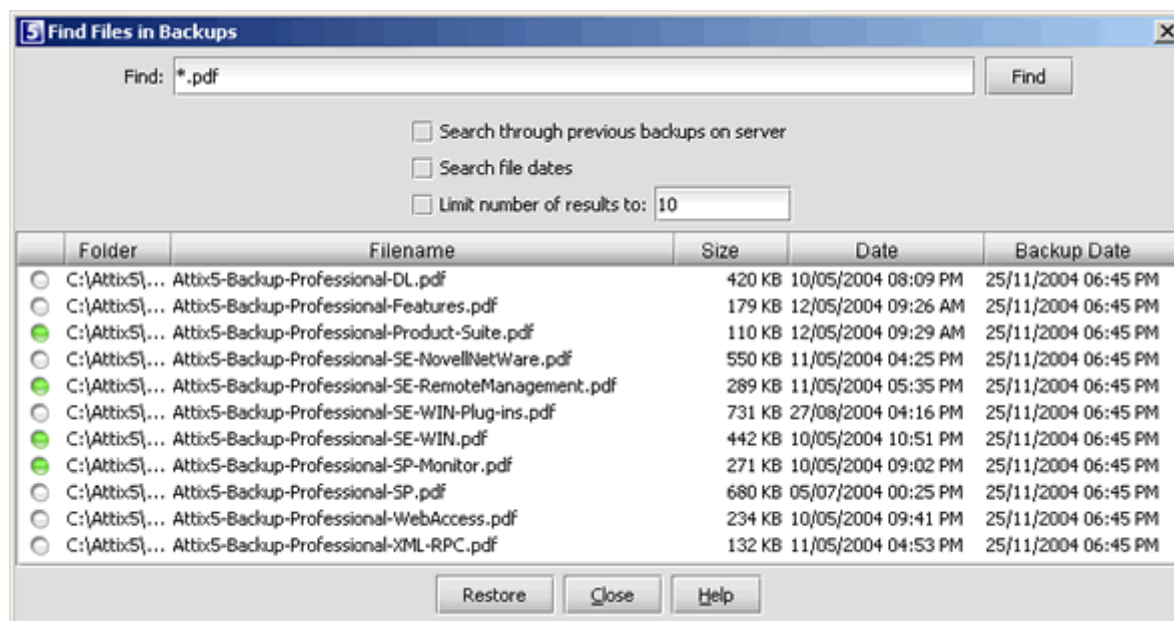 5 Find Files in Backups
Find: *.pdf Find
Search through previous backups on server
Search file dates
Limit number of results to: 10
Folder Filename Size Date Backup Date
C:\Attix5\... Attix5-Backup-Professional-DL.pdf 420 KB 10/05/2004 08:09 PM 25/11/2004 06:45 PM
C:\Attix5\... Attix5-Backup-Professional-Features.pdf 179 KB 12/05/2004 09:26 AM 25/11/2004 06:45 PM
C:\Attix5\... Attix5-Backup-Professional-Product-Suite.pdf 110 KB 12/05/2004 09:29 AM 25/11/2004 06:45 PM
C:\Attix5\... Attix5-Backup-Professional-SE-NovellNetWare.pdf 550 KB 11/05/2004 04:25 PM 25/11/2004 06:45 PM
C:\Attix5\... Attix5-Backup-Professional-SE-RemoteManagement.pdf 289 KB 11/05/2004 05:35 PM 25/11/2004 06:45 PM
C:\Attix5\... Attix5-Backup-Professional-SE-WIN-Plug-ins.pdf 731 KB 27/08/2004 04:16 PM 25/11/2004 06:45 PM
C:\Attix5\... Attix5-Backup-Professional-SE-WIN.pdf 442 KB 10/05/2004 10:51 PM 25/11/2004 06:45 PM
C:\Attix5\... Attix5-Backup-Professional-SP-Monitor.pdf 271 KB 10/05/2004 09:02 PM 25/11/2004 06:45 PM
C:\Attix5\... Attix5-Backup-Professional-SP.pdf 680 KB 05/07/2004 00:25 PM 25/11/2004 06:45 PM
C:\Attix5\... Attix5-Backup-Professional-WebAccess.pdf 234 KB 10/05/2004 09:41 PM 25/11/2004 06:45 PM
C:\Attix5\... Attix5-Backup-Professional-XML-RPC.pdf 132 KB 11/05/2004 04:53 PM 25/11/2004 06:45 PM
Restore Close Help